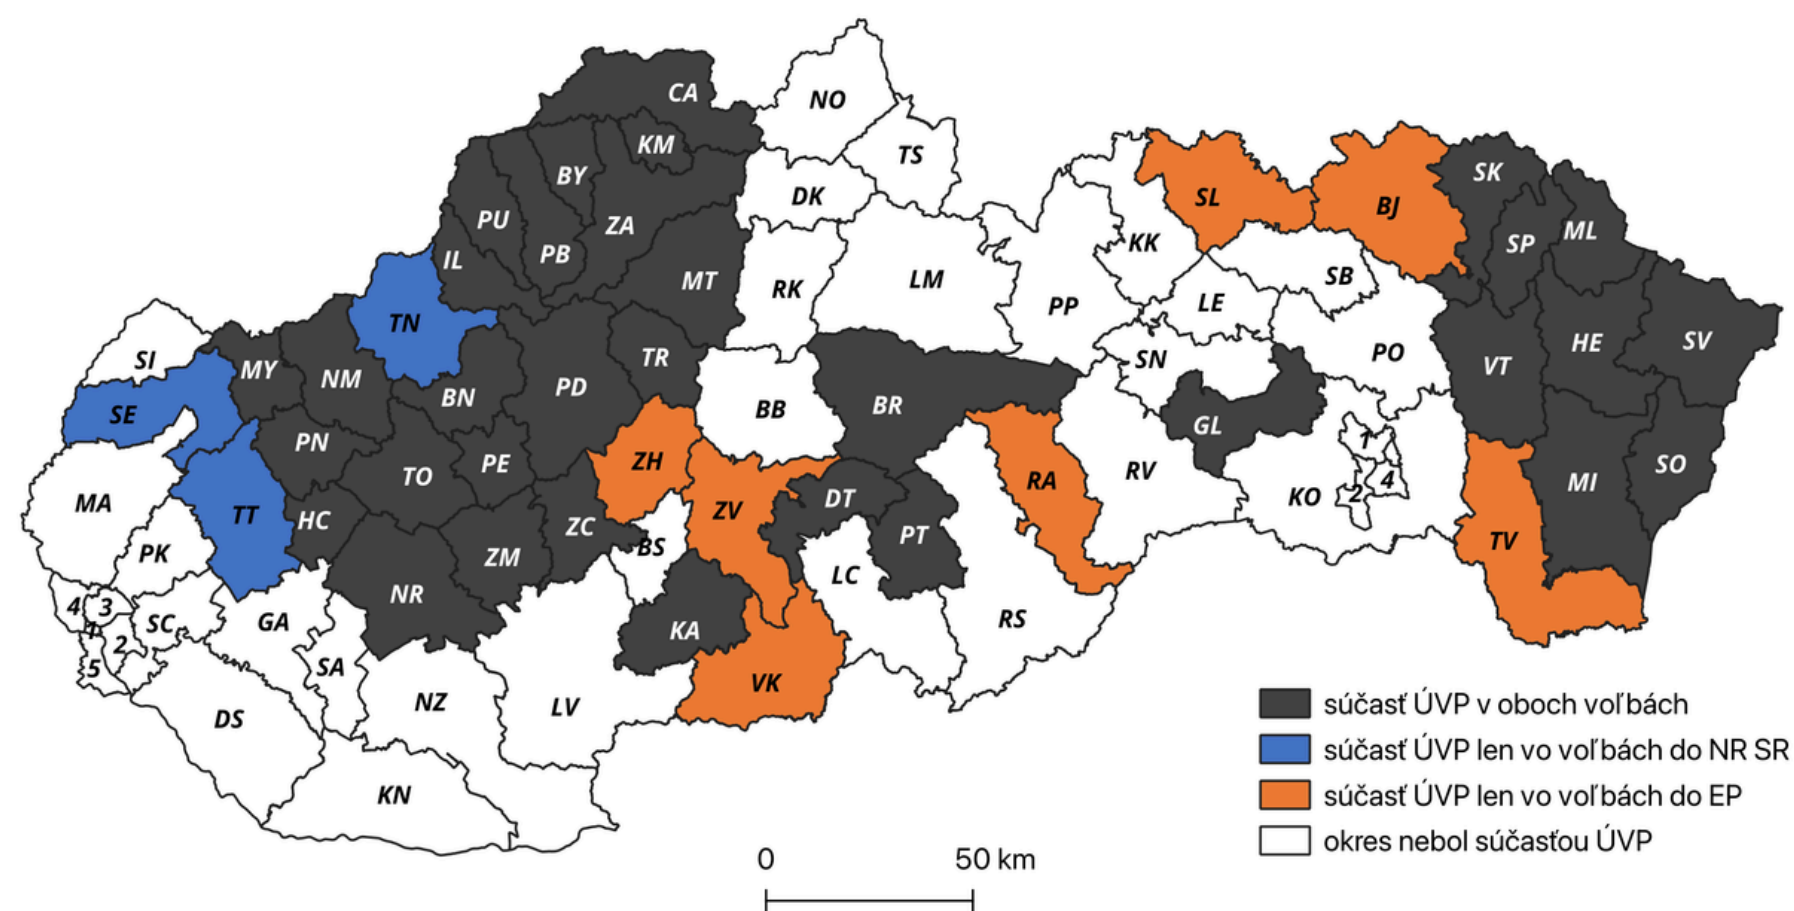 CA
NO
KM
TS
BY
SK
DK
SL
BJ
PU
ZA
ML
SP
KK
PB
IL
SB
MT
LM
RK
LE
PP
TN
SV
HE
PO
SI
TR
SN
VT
MY
NM
PD
BN
BB
BR
SE
GL
PN
1
ZH
SO
PE
RV
TO
RA
4
MI
2
KO
DT
MA
ZV
TT
HC
ZC
PT
TV
BS
PK
ZM
LC
NR
4
3
RS
GA
SC
1
KA
2
5
SA
VK
NZ
LV
DS
KN
súčasť ÚVP v oboch voľbách
súčasť ÚVP len vo voľbách do NR SR
súčasť ÚVP len vo voľbách do EP
okres nebol súčasťou ÚVP
0 50 km